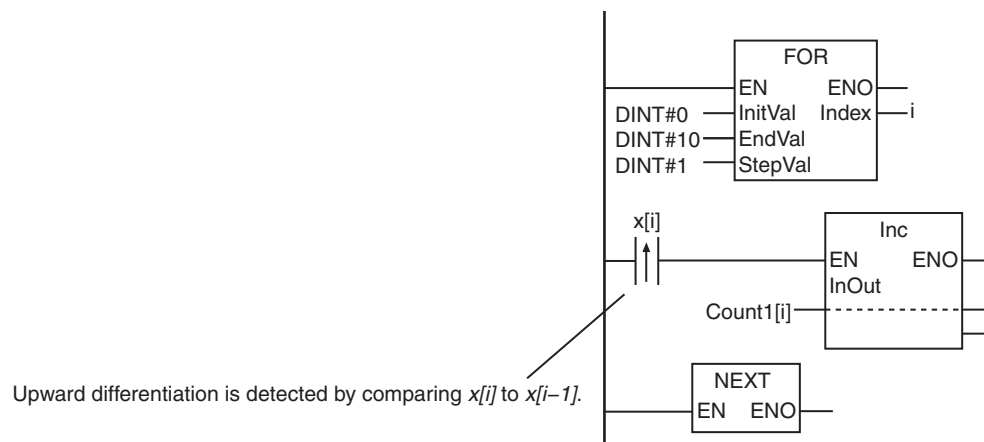 FOR
EN ENO
DINT#0 InitVal Index i
DINT#10 EndVal
DINT#1 StepVal
x[i]
Inc
EN ENO
InOut
Count1[i]
Upward differentiation is detected by comparing x[i] to x[i−1].
NEXT
EN ENO